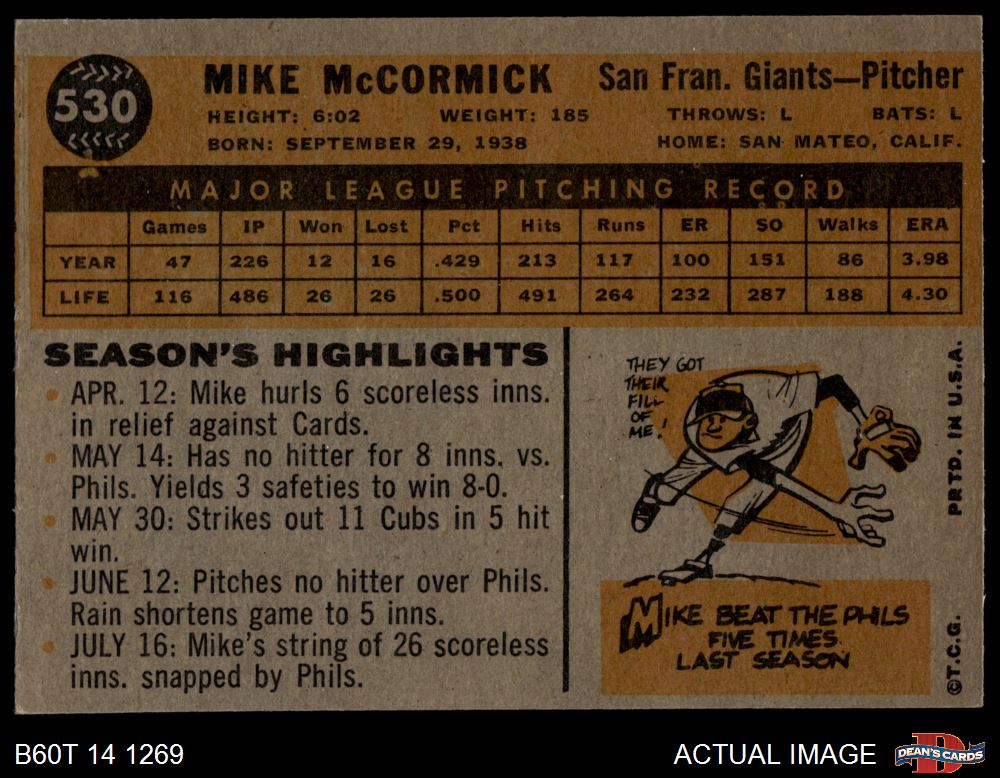 530
MIKE McCORMICK San Fran. Giants—Pitcher
HEIGHT: 6:02 WEIGHT: 185 THROWS: L BATS: L
BORN: SEPTEMBER 29, 1938 HOME: SAN MATEO, CALIF.
MAJOR LEAGUE PITCHING RECORD
Games IP Won Lost Pct Hits Runs ER SO Walks ERA
YEAR 47 226 12 16 .429 213 117 100 151 86 3.98
LIFE 116 486 26 26 .500 491 264 232 287 188 4.30
SEASON'S HIGHLIGHTS
• APR. 12: Mike hurls 6 scoreless inns.
in relief against Cards.
• MAY 14: Has no hitter for 8 inns. vs.
Phils. Yields 3 safeties to win 8-0.
• MAY 30: Strikes out 11 Cubs in 5 hit
win.
• JUNE 12: Pitches no hitter over Phils.
Rain shortens game to 5 inns.
• JULY 16: Mike's string of 26 scoreless
inns. snapped by Phils.
THEY GOT
THEIR
FILL
OF
ME!
MIKE BEAT THE PHILS
FIVE TIMES
LAST SEASON
PRTD. IN U.S.A.
©T.C.G.
B60T 14 1269
ACTUAL IMAGE
D
DEAN'S CARDS